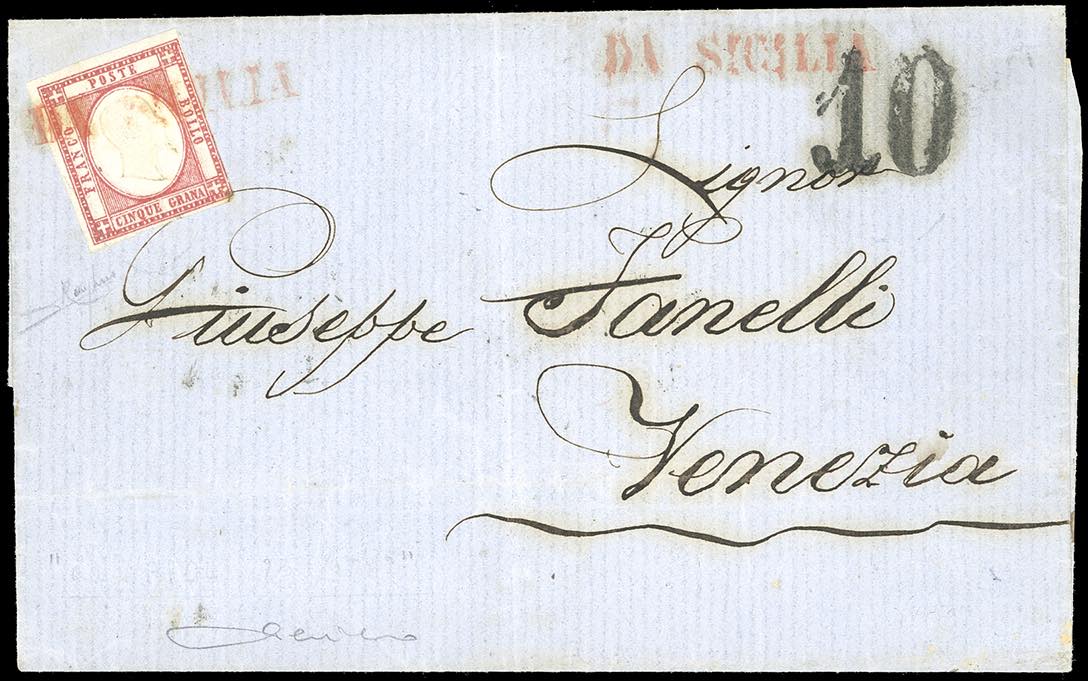 POSTE
FRANCO
BOLLO
CINQUE GRANA
DA SICILIA
10
Signor
Giuseppe Fanelli
Venezia